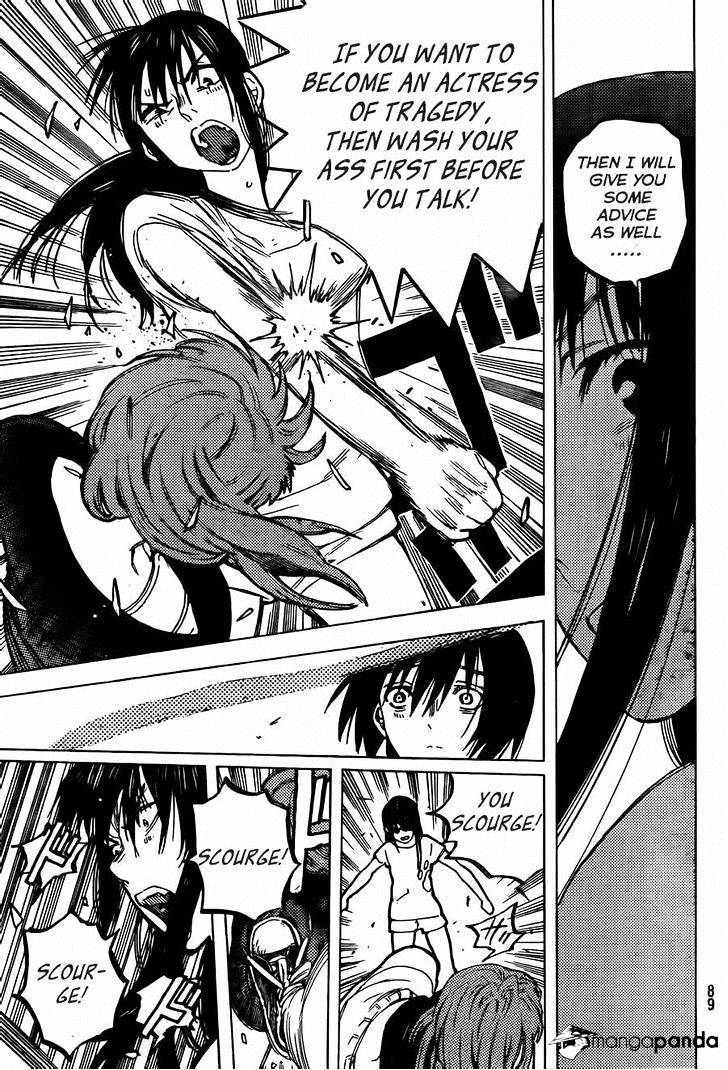 THEN I WILL
GIVE YOU
SOME
ADVICE
AS WELL
.....
IF YOU WANT TO
BECOME AN ACTRESS
OF TRAGEDY,
THEN WASH YOUR
ASS FIRST BEFORE
YOU TALK!
YOU
SCOURGE!
SCOURGE!
SCOUR-
GE!
89
mangapanda